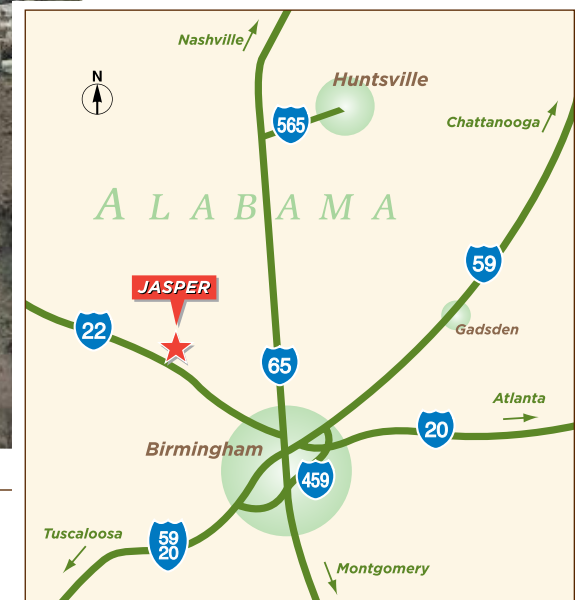 Nashville
N
Huntsville
565
Chattanooga
ALABAMA
59
JASPER
22
Gadsden
65
Atlanta
20
Birmingham
459
Tuscaloosa
59
20
Montgomery